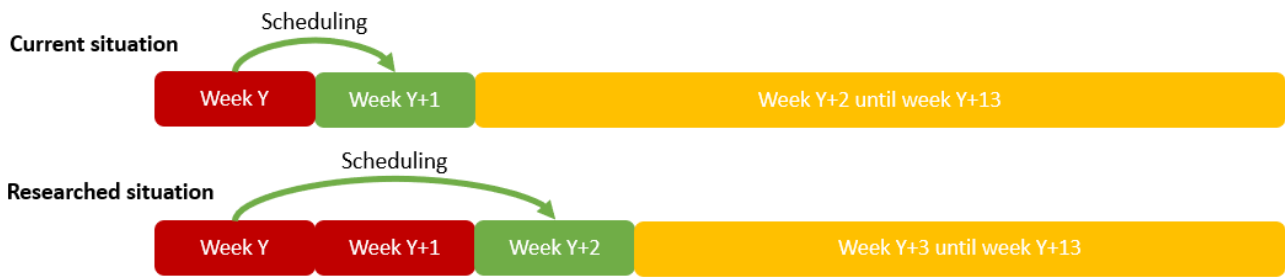 Scheduling
Current situation
Week Y
Week Y+1
Week Y+2 until week Y+13
Scheduling
Researched situation
Week Y
Week Y+1
Week Y+2
Week Y+3 until week Y+13